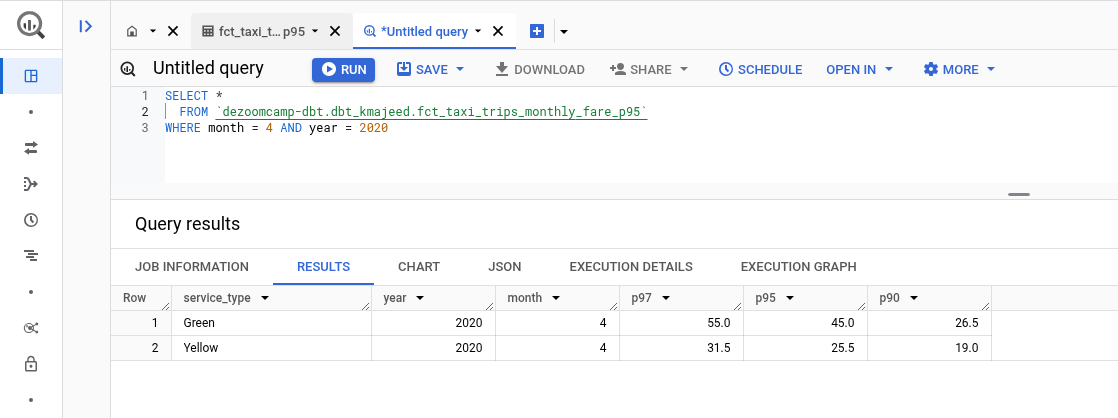 fct_taxi_t... p95
*Untitled query
Untitled query
RUN
SAVE
DOWNLOAD
SHARE
SCHEDULE
OPEN IN
MORE
1 SELECT *
2 FROM `dezoomcamp-dbt.dbt_kmajeed.fct_taxi_trips_monthly_fare_p95`
3 WHERE month = 4 AND year = 2020
Query results
JOB INFORMATION RESULTS CHART JSON EXECUTION DETAILS EXECUTION GRAPH
Row service_type year month p97 p95 p90
1 Green 2020 4 55.0 45.0 26.5
2 Yellow 2020 4 31.5 25.5 19.0